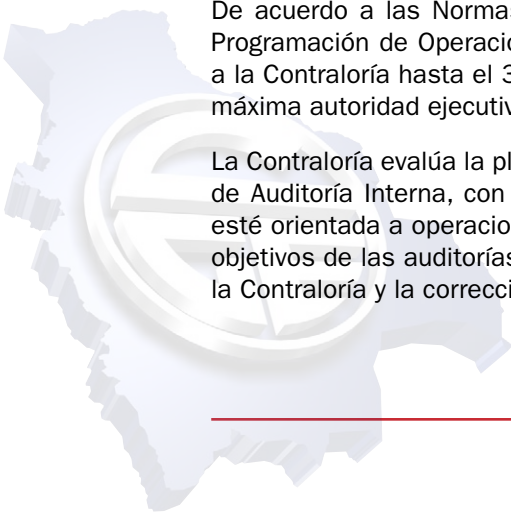 De acuerdo a las Normas
Programación de Operacio
a la Contraloría hasta el 3
máxima autoridad ejecutiv
La Contraloría evalúa la pl
de Auditoría Interna, con
esté orientada a operacio
objetivos de las auditorías
la Contraloría y la correcci